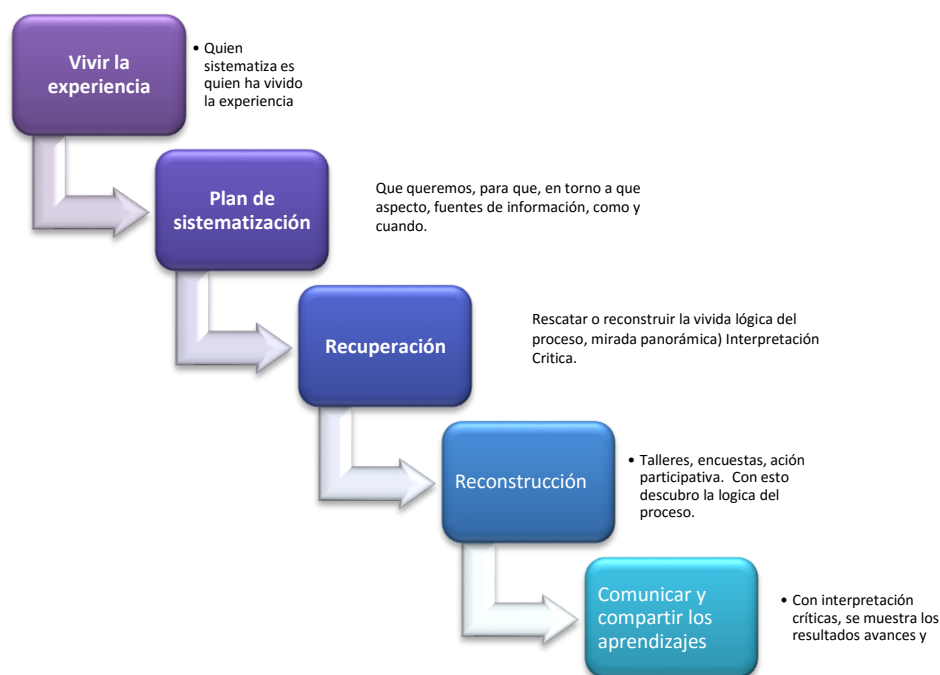 Vivir la
experiencia
• Quien
sistematiza es
quien ha vivido
la experiencia
Plan de
sistematización
Que queremos, para que, en torno a que
aspecto, fuentes de información, como y
cuando.
Recuperación
Rescatar o reconstruir la vivida lógica del
proceso, mirada panorámica) Interpretación
Critica.
Reconstrucción
• Talleres, encuestas, ación
participativa. Con esto
descubro la logica del
proceso.
Comunicar y
compartir los
aprendizajes
• Con interpretación
críticas, se muestra los
resultados avances y